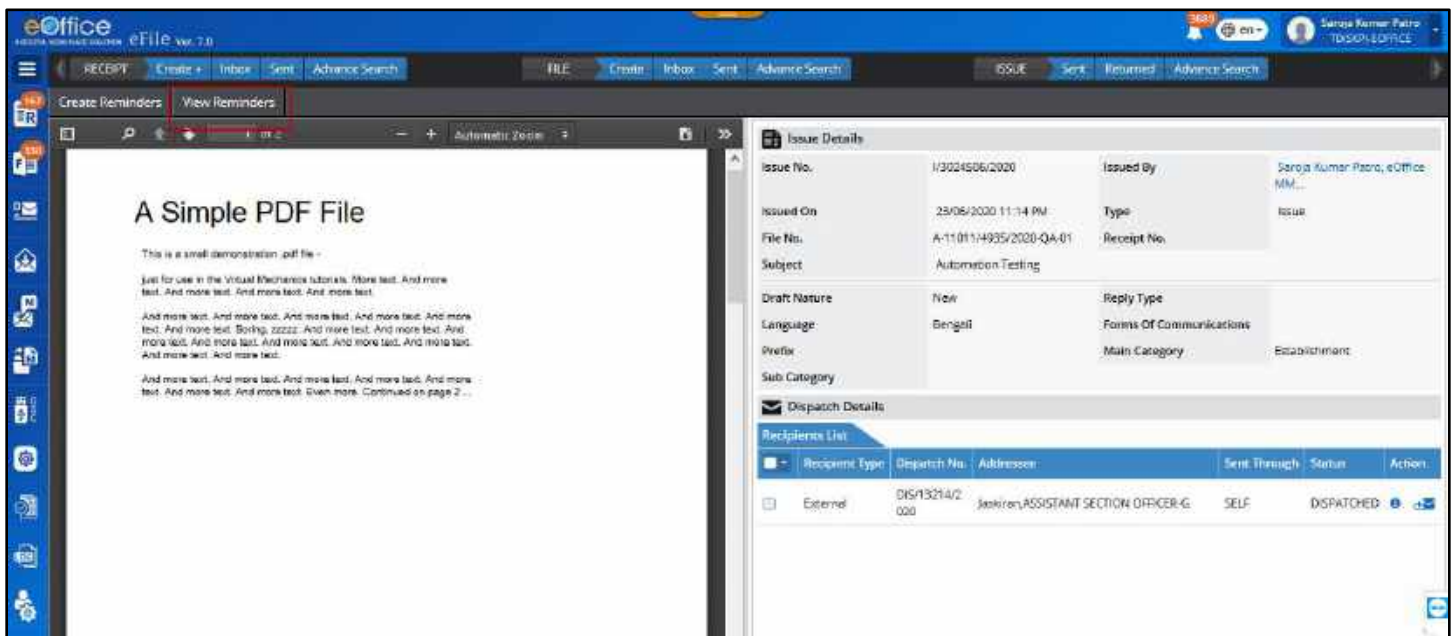 eOffice
eFile Ver. 7.0
3689
en
Saroja Kumar Patro
RECEIPT Create Inbox Sent Advance Search FILE Create Inbox Sent Advance Search ISSUE Sent Returned Advance Search
Create Reminders View Reminders
Automatic Zoom
A Simple PDF File
This is a small demonstration .pdf file -
just for use in the Virtual Mechanics tutorials. More text. And more
text. And more text. And more text. And more text.
And more text. And more text. And more text. And more text. And more
text. And more text. Boring, zzzzz. And more text. And more text. And
more text. And more text. And more text. And more text. And more text.
And more text. And more text.
And more text. And more text. And more text. And more text. And more
text. And more text. And more text. Even more. Continued on page 2 ...
Issue Details
Issue No. I/3024506/2020 Issued By Saroja Kumar Patro, eOffice
MM...
Issued On 23/06/2020 11:14 PM Type Issue
File No. A-11011/4935/2020-QA-01 Receipt No.
Subject Automation Testing
Draft Nature New Reply Type
Language Bengali Forms Of Communications
Prefix Main Category Establishment
Sub Category
Dispatch Details
Recipients List
Recipient Type Dispatch No. Addressee Sent Through Status Action
External DIS/13214/2
020 Jaskiran,ASSISTANT SECTION OFFICER-G SELF DISPATCHED